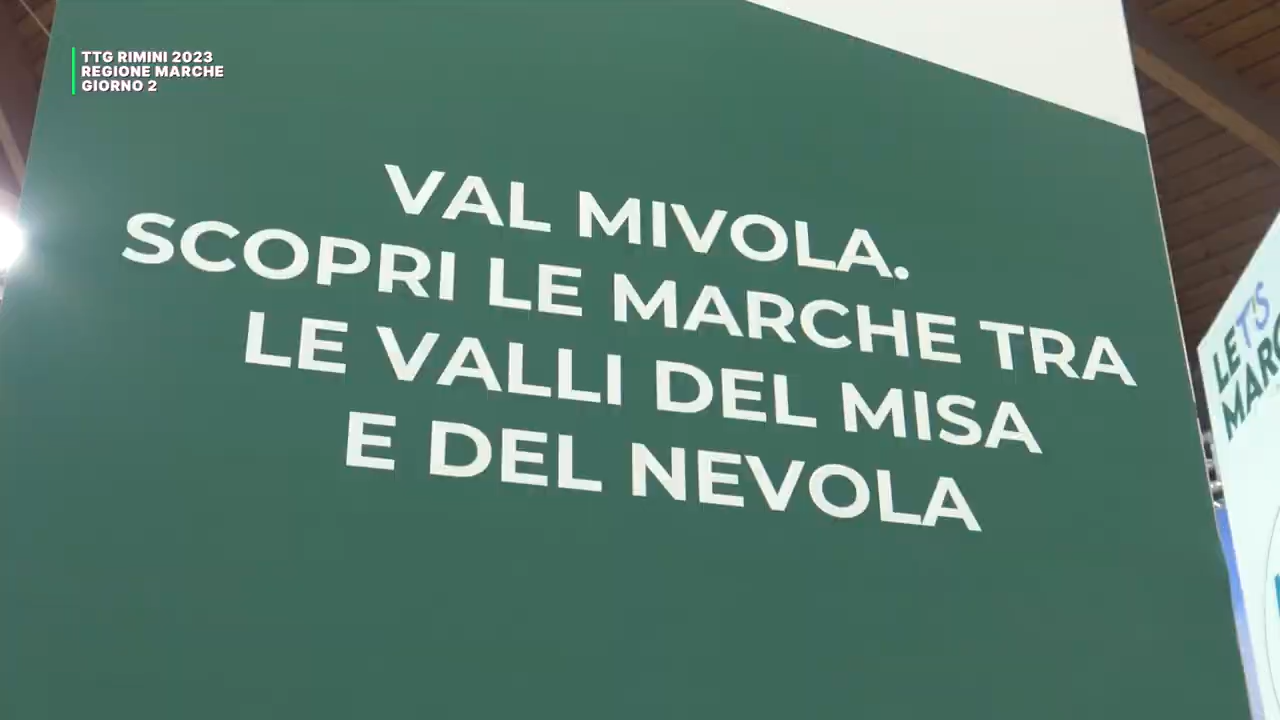 TTG RIMINI 2023
REGIONE MARCHE
GIORNO 2
VAL MIVOLA.
SCOPRI LE MARCHE TRA
LE VALLI DEL MISA
E DEL NEVOLA
LET'S